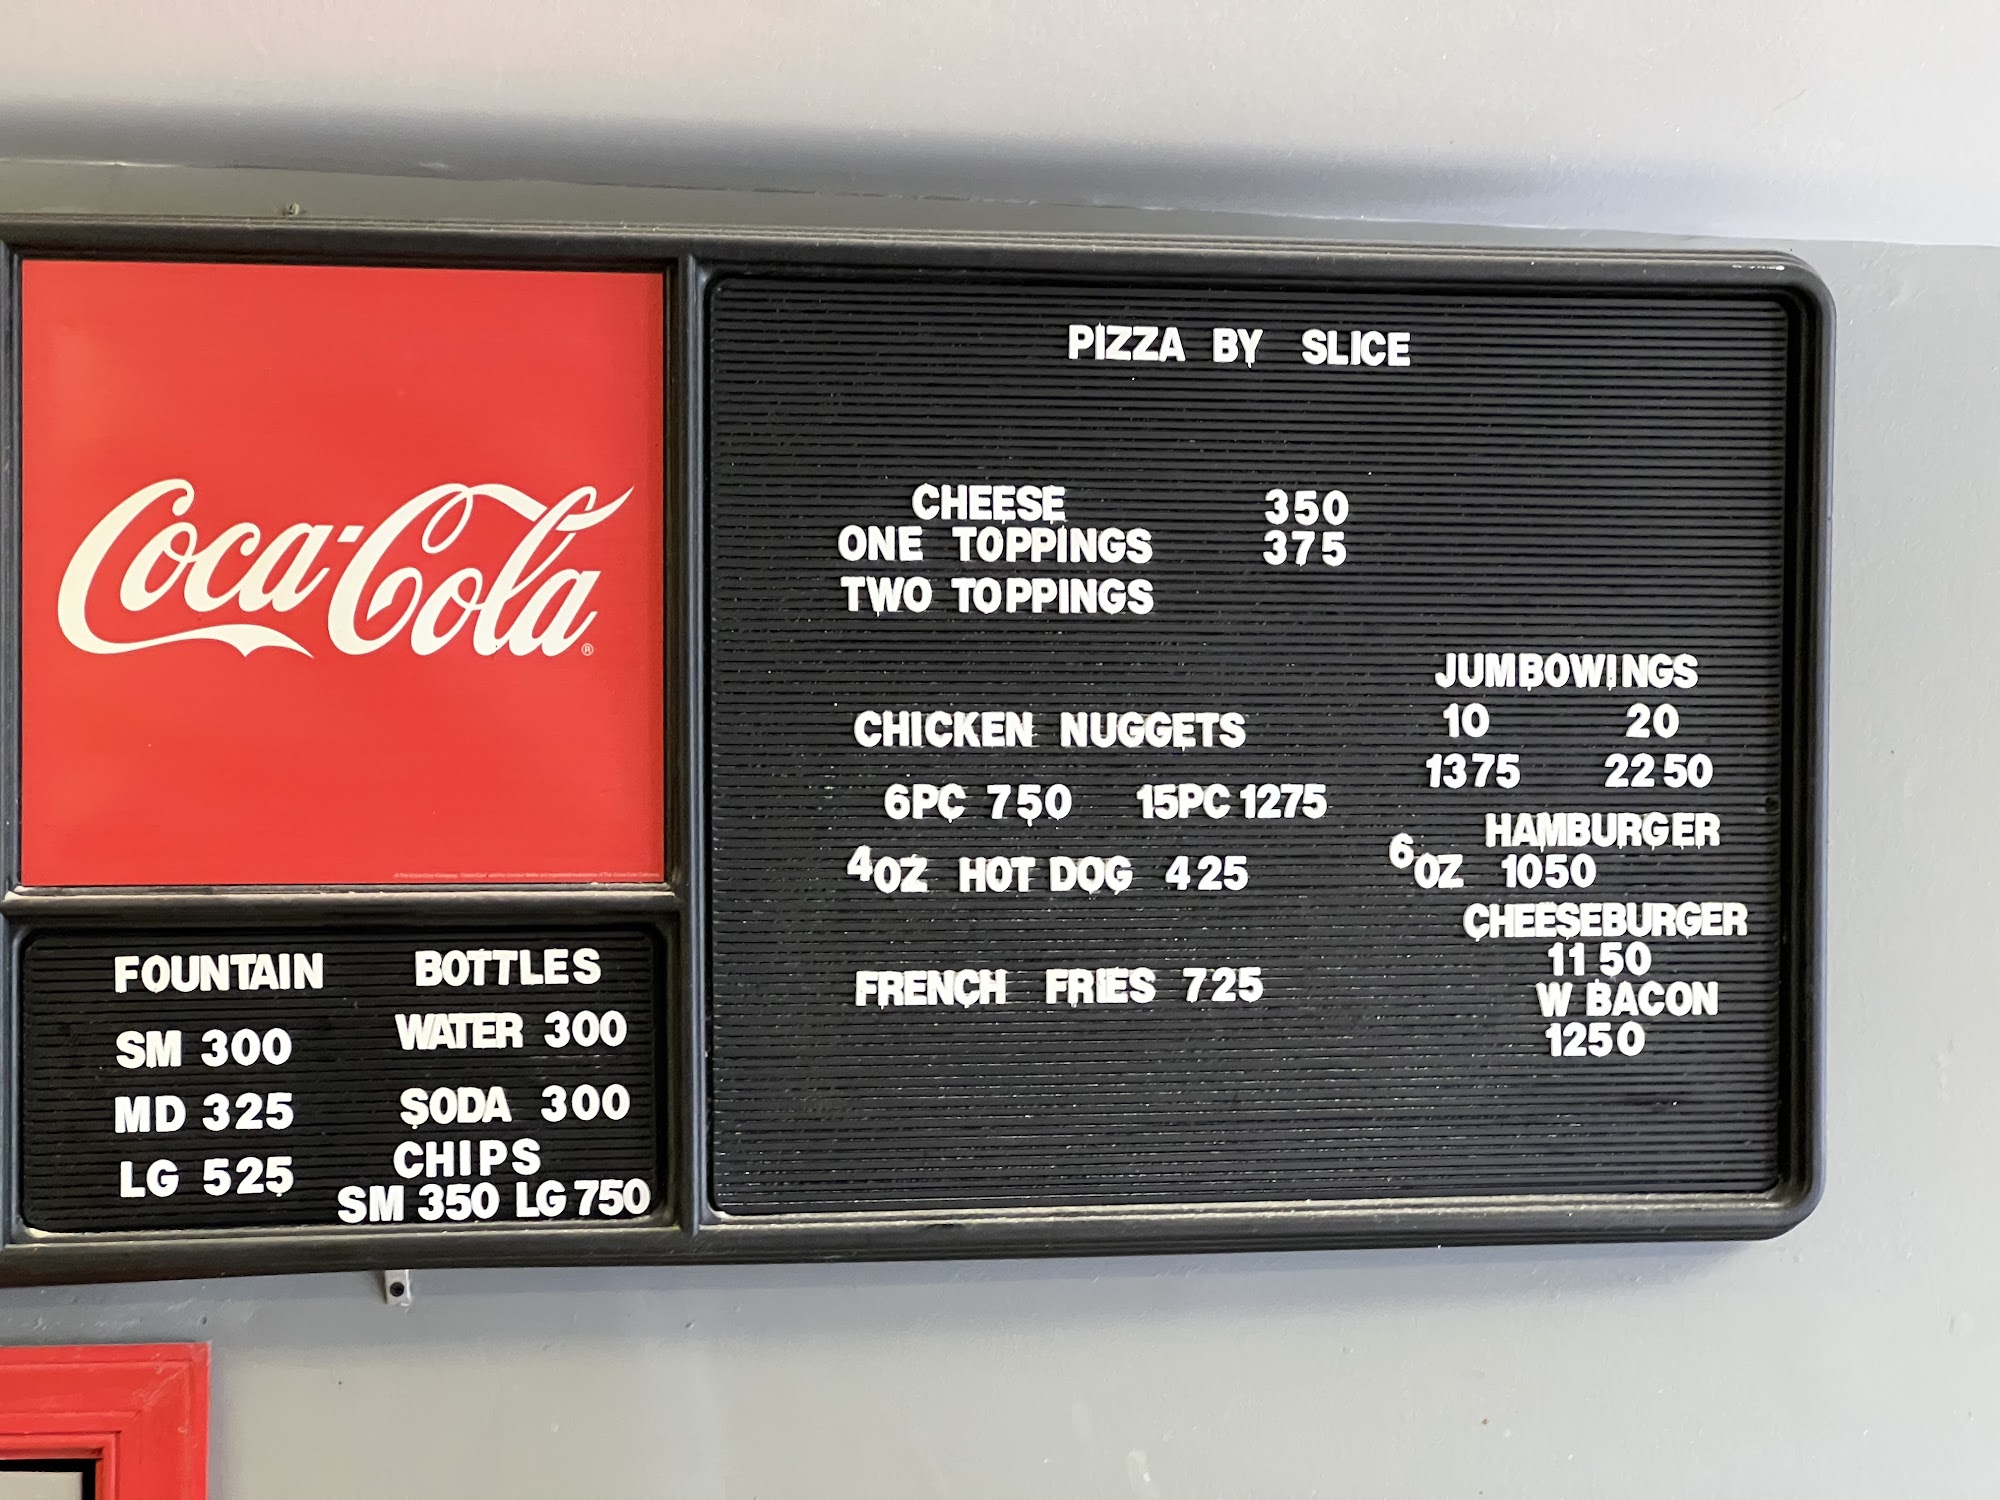 Coca-Cola
FOUNTAIN
SM 300
MD 325
LG 525
BOTTLES
WATER 300
SODA 300
CHIPS
SM 350 LG 750
PIZZA BY SLICE
CHEESE 350
ONE TOPPINGS 375
TWO TOPPINGS
CHICKEN NUGGETS
6PC 750 15PC 1275
4OZ HOT DOG 425
FRENCH FRIES 725
JUMBOWINGS
10 20
1375 2250
HAMBURGER
6OZ 1050
CHEESEBURGER
1150
W BACON
1250